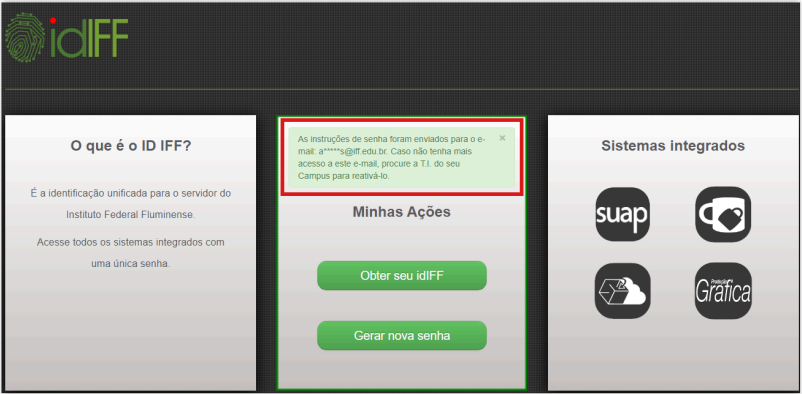 idIFF
O que é o ID IFF?
É a identificação unificada para o servidor do
Instituto Federal Fluminense.
Acesse todos os sistemas integrados com
uma única senha.
As instruções de senha foram enviados para o e-
mail: a*****s@iff.edu.br. Caso não tenha mais
acesso a este e-mail, procure a T.I. do seu
Campus para reativá-lo.
×
Minhas Ações
Obter seu idIFF
Gerar nova senha
Sistemas integrados
suap
Produção
Gráfica